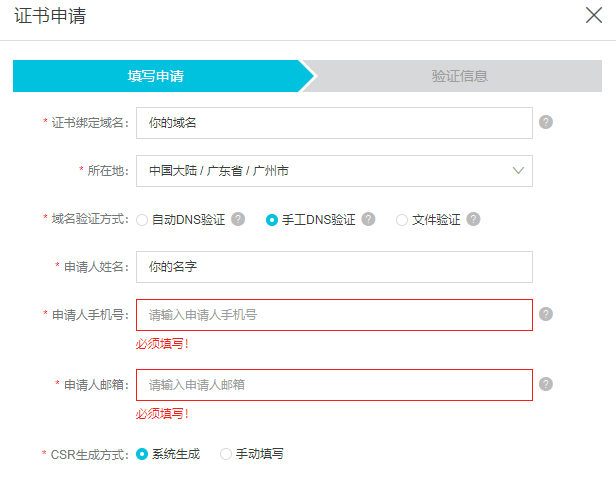 证书申请
填写申请 验证信息
* 证书绑定域名: 你的域名 ?
* 所在地: 中国大陆 / 广东省 / 广州市
* 域名验证方式: 自动DNS验证 ? 手工DNS验证 ? 文件验证 ?
* 申请人姓名: 你的名字
* 申请人手机号: 请输入申请人手机号 ?
必须填写!
* 申请人邮箱: 请输入申请人邮箱 ?
必须填写!
* CSR生成方式: 系统生成 手动填写